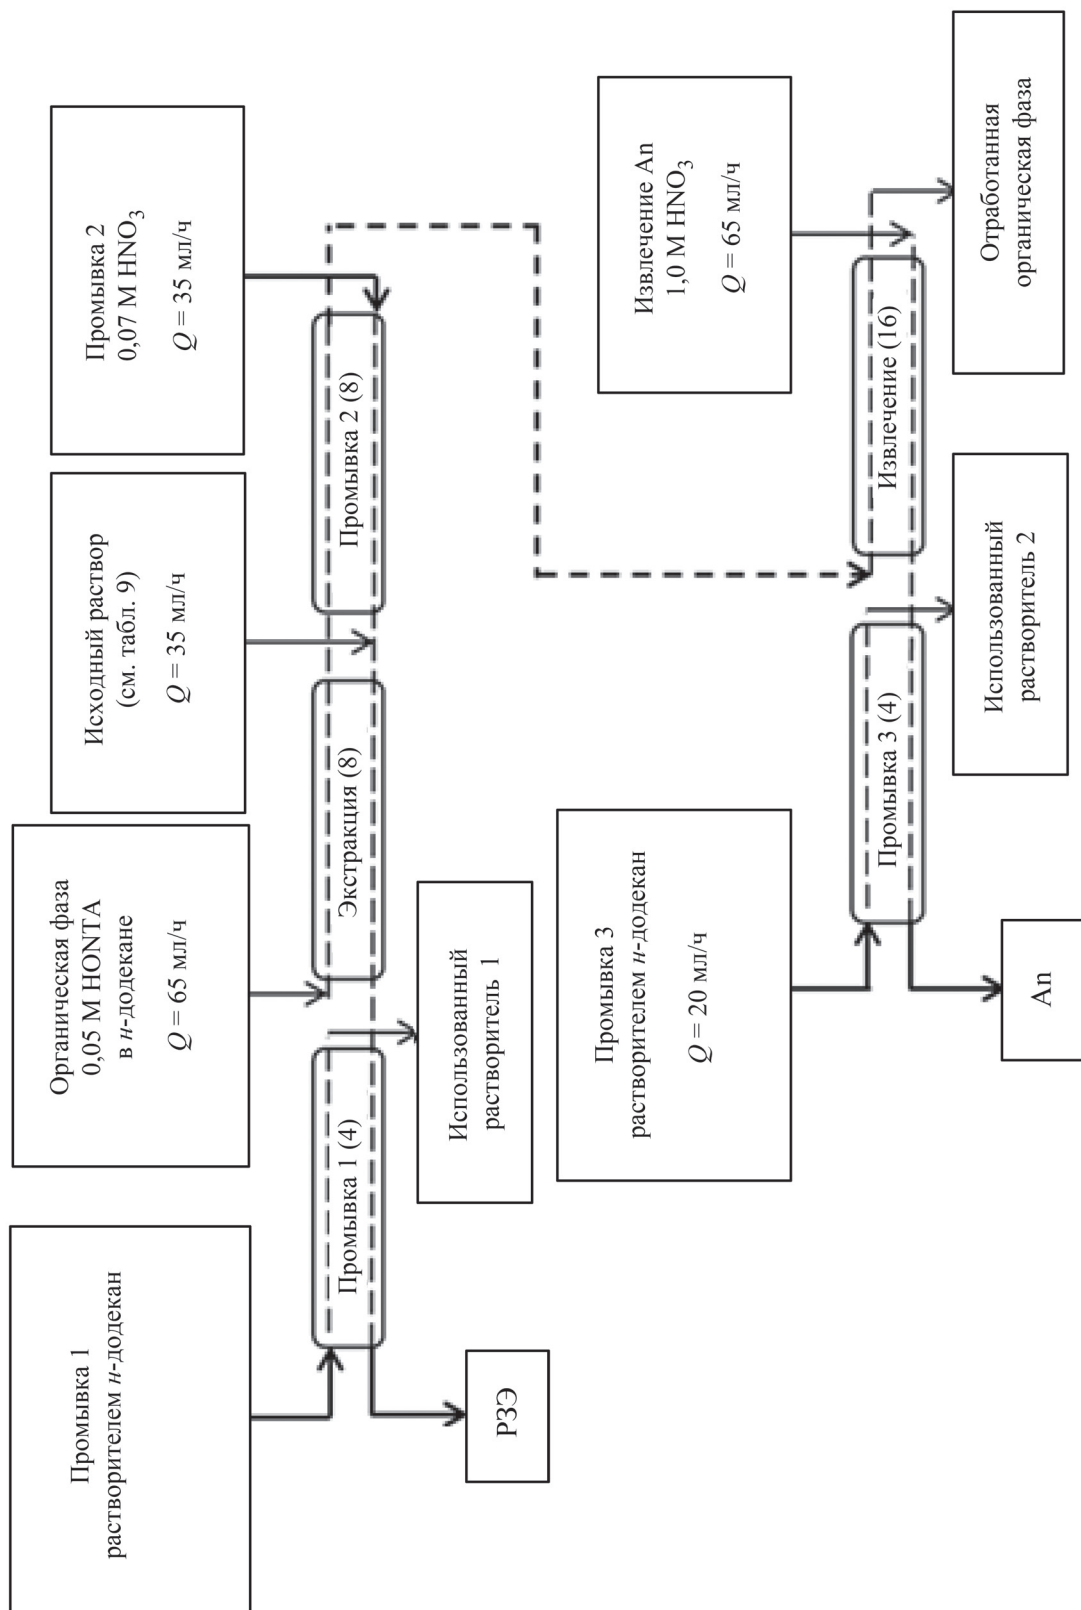 Промывка 1
растворителем н-додекан
Органическая фаза
0,05 М HONTA
в н-додекане
Q = 65 мл/ч
Исходный раствор
(см. табл. 9)
Q = 35 мл/ч
Промывка 2
0,07 М HNO3
Q = 35 мл/ч
Промывка 1 (4)
Экстракция (8)
Промывка 2 (8)
РЗЭ
Использованный
растворитель 1
Промывка 3
растворителем н-додекан
Q = 20 мл/ч
Извлечение An
1,0 М HNO3
Q = 65 мл/ч
Промывка 3 (4)
Извлечение (16)
An
Использованный
растворитель 2
Отработанная
органическая фаза